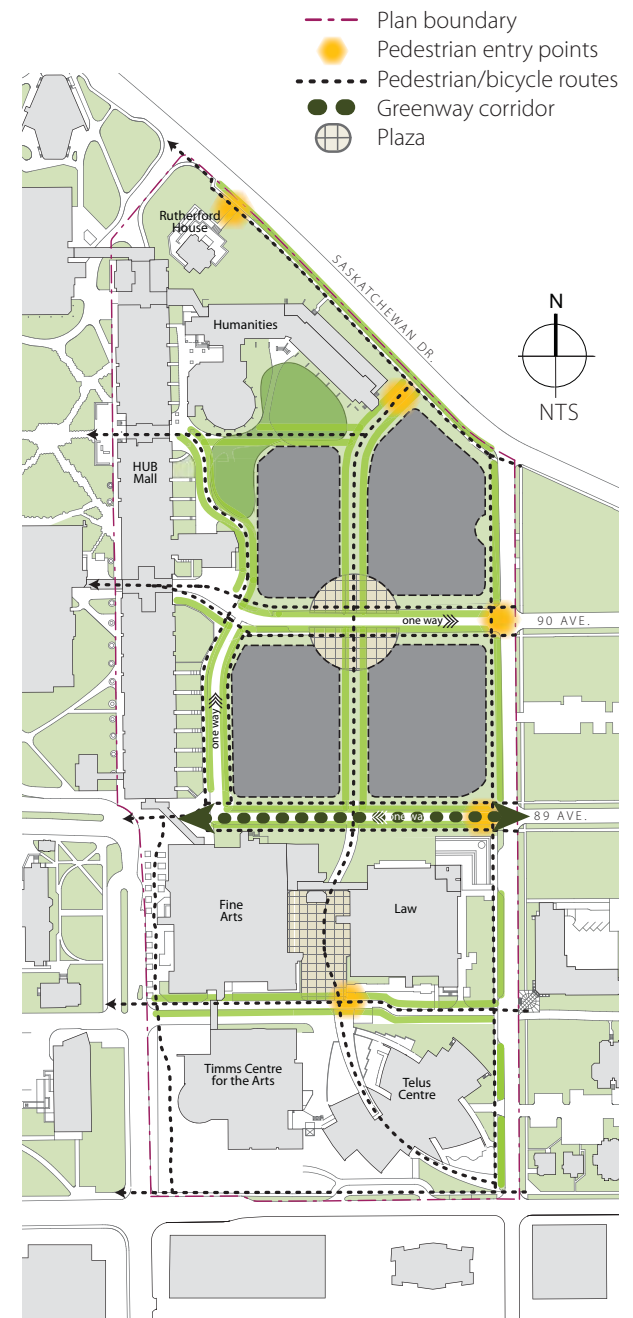 Plan boundary
Pedestrian entry points
Pedestrian/bicycle routes
Greenway corridor
Plaza
Rutherford
House
SASKATCHEWAN DR.
N
NTS
Humanities
HUB
Mall
one way
90 AVE.
one way
one way
89 AVE.
Fine
Arts
Law
Timms Centre
for the Arts
Telus
Centre